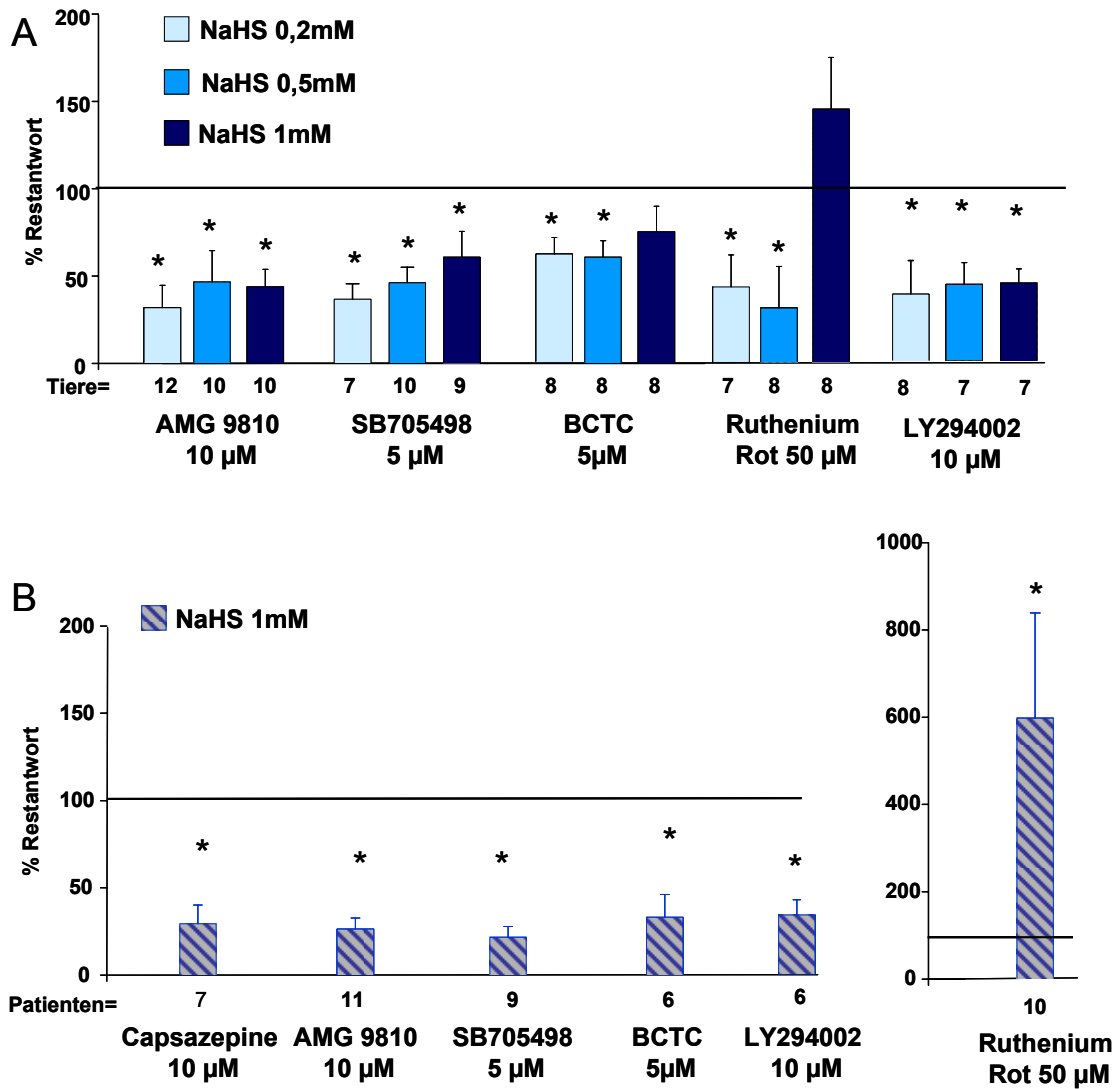 A
200
150
100
50
0
% Restantwort
NaHS 0,2mM
NaHS 0,5mM
NaHS 1mM
* * * * * * * * * * * * *
Tiere= 12 10 10 7 10 9 8 8 8 7 8 8 8 7 7
AMG 9810 SB705498 BCTC Ruthenium LY294002
10 µM 5 µM 5µM Rot 50 µM 10 µM
B
200
150
100
50
0
% Restantwort
NaHS 1mM
* * * * *
Patienten= 7 11 9 6 6
Capsazepine AMG 9810 SB705498 BCTC LY294002
10 µM 10 µM 5 µM 5µM 10 µM
1000
800
600
400
200
0
*
10
Ruthenium
Rot 50 µM